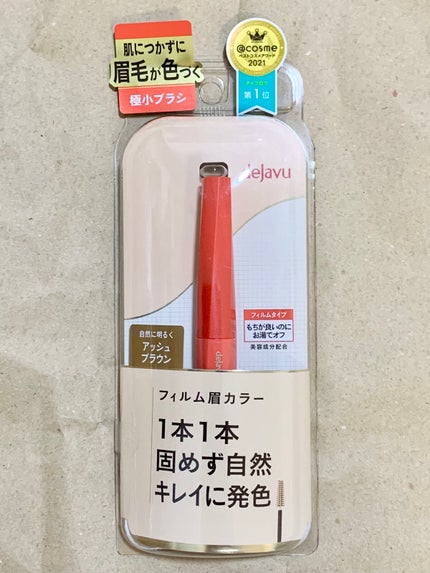 肌につかずに
眉毛が色づく
極小ブラシ
@cosme
ベストコスメアワード
2021
第1位
dejavu
フィルムタイプ
もちが良いのに
お湯でオフ
美容成分配合
自然に明るく
アッシュ
ブラウン
フィルム眉カラー
1本1本
固めず自然
キレイに発色